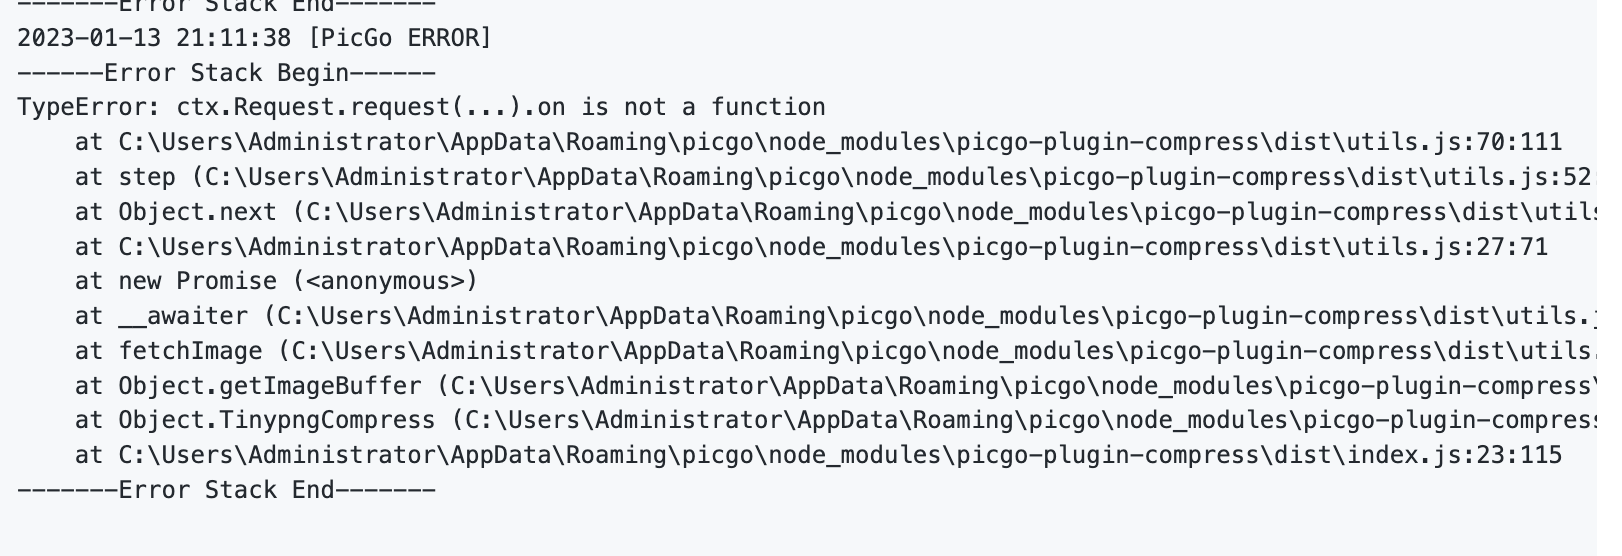 -------Error Stack End-------
2023-01-13 21:11:38 [PicGo ERROR]
------Error Stack Begin------
TypeError: ctx.Request.request(...).on is not a function
    at C:\Users\Administrator\AppData\Roaming\picgo\node_modules\picgo-plugin-compress\dist\utils.js:70:111
    at step (C:\Users\Administrator\AppData\Roaming\picgo\node_modules\picgo-plugin-compress\dist\utils.js:52
    at Object.next (C:\Users\Administrator\AppData\Roaming\picgo\node_modules\picgo-plugin-compress\dist\utils
    at C:\Users\Administrator\AppData\Roaming\picgo\node_modules\picgo-plugin-compress\dist\utils.js:27:71
    at new Promise (<anonymous>)
    at __awaiter (C:\Users\Administrator\AppData\Roaming\picgo\node_modules\picgo-plugin-compress\dist\utils.j
    at fetchImage (C:\Users\Administrator\AppData\Roaming\picgo\node_modules\picgo-plugin-compress\dist\utils.
    at Object.getImageBuffer (C:\Users\Administrator\AppData\Roaming\picgo\node_modules\picgo-plugin-compress\
    at Object.TinypngCompress (C:\Users\Administrator\AppData\Roaming\picgo\node_modules\picgo-plugin-compress
    at C:\Users\Administrator\AppData\Roaming\picgo\node_modules\picgo-plugin-compress\dist\index.js:23:115
-------Error Stack End-------